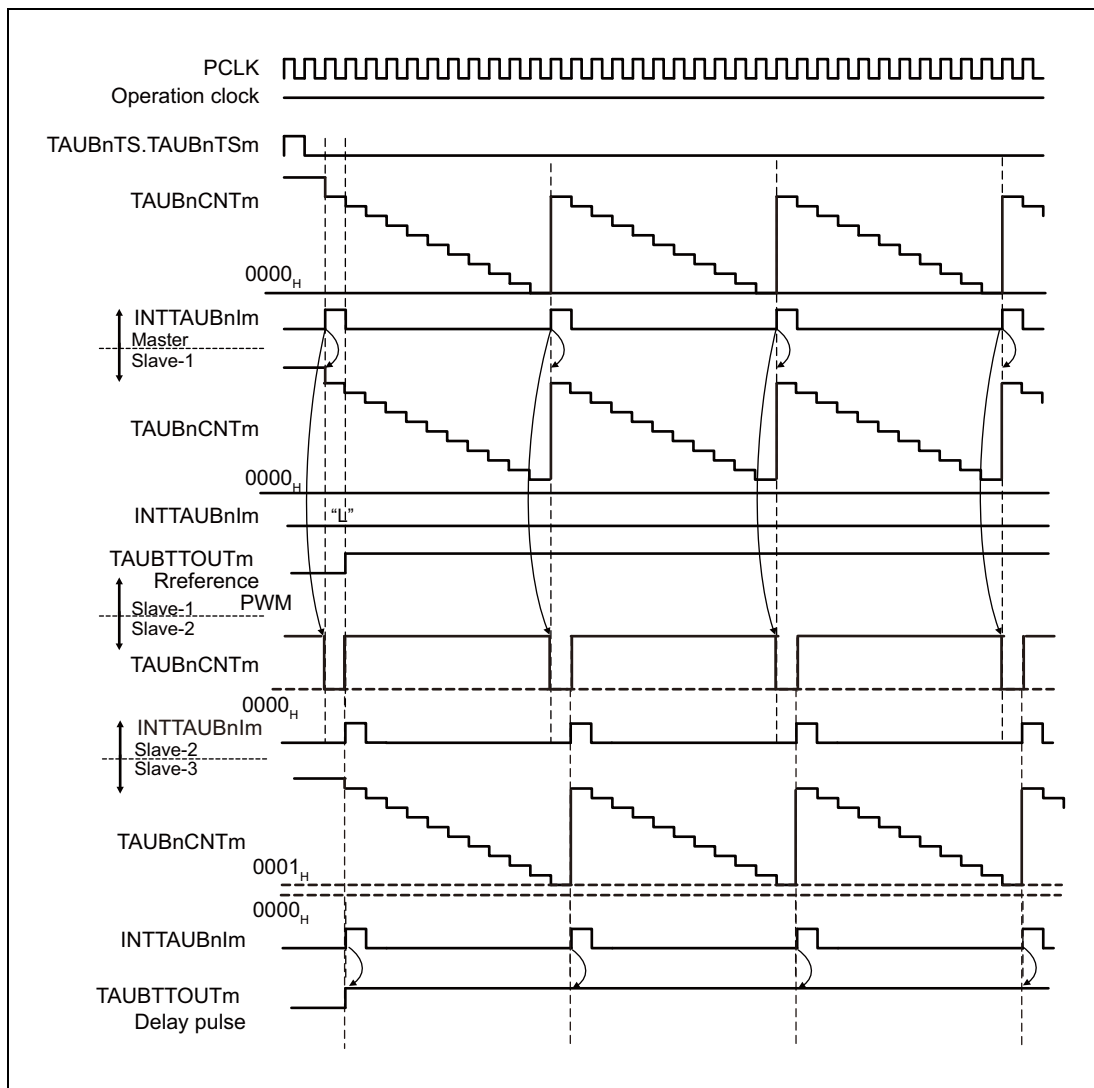 PCLK
Operation clock
TAUBnTS.TAUBnTSm
TAUBnCNTm
0000H
INTTAUBnIm
Master
Slave-1
TAUBnCNTm
0000H
INTTAUBnIm
“L”
TAUBTTOUTm
Rreference
PWM
Slave-1
Slave-2
TAUBnCNTm
0000H
INTTAUBnIm
Slave-2
Slave-3
TAUBnCNTm
0001H
0000H
INTTAUBnIm
TAUBTTOUTm
Delay pulse